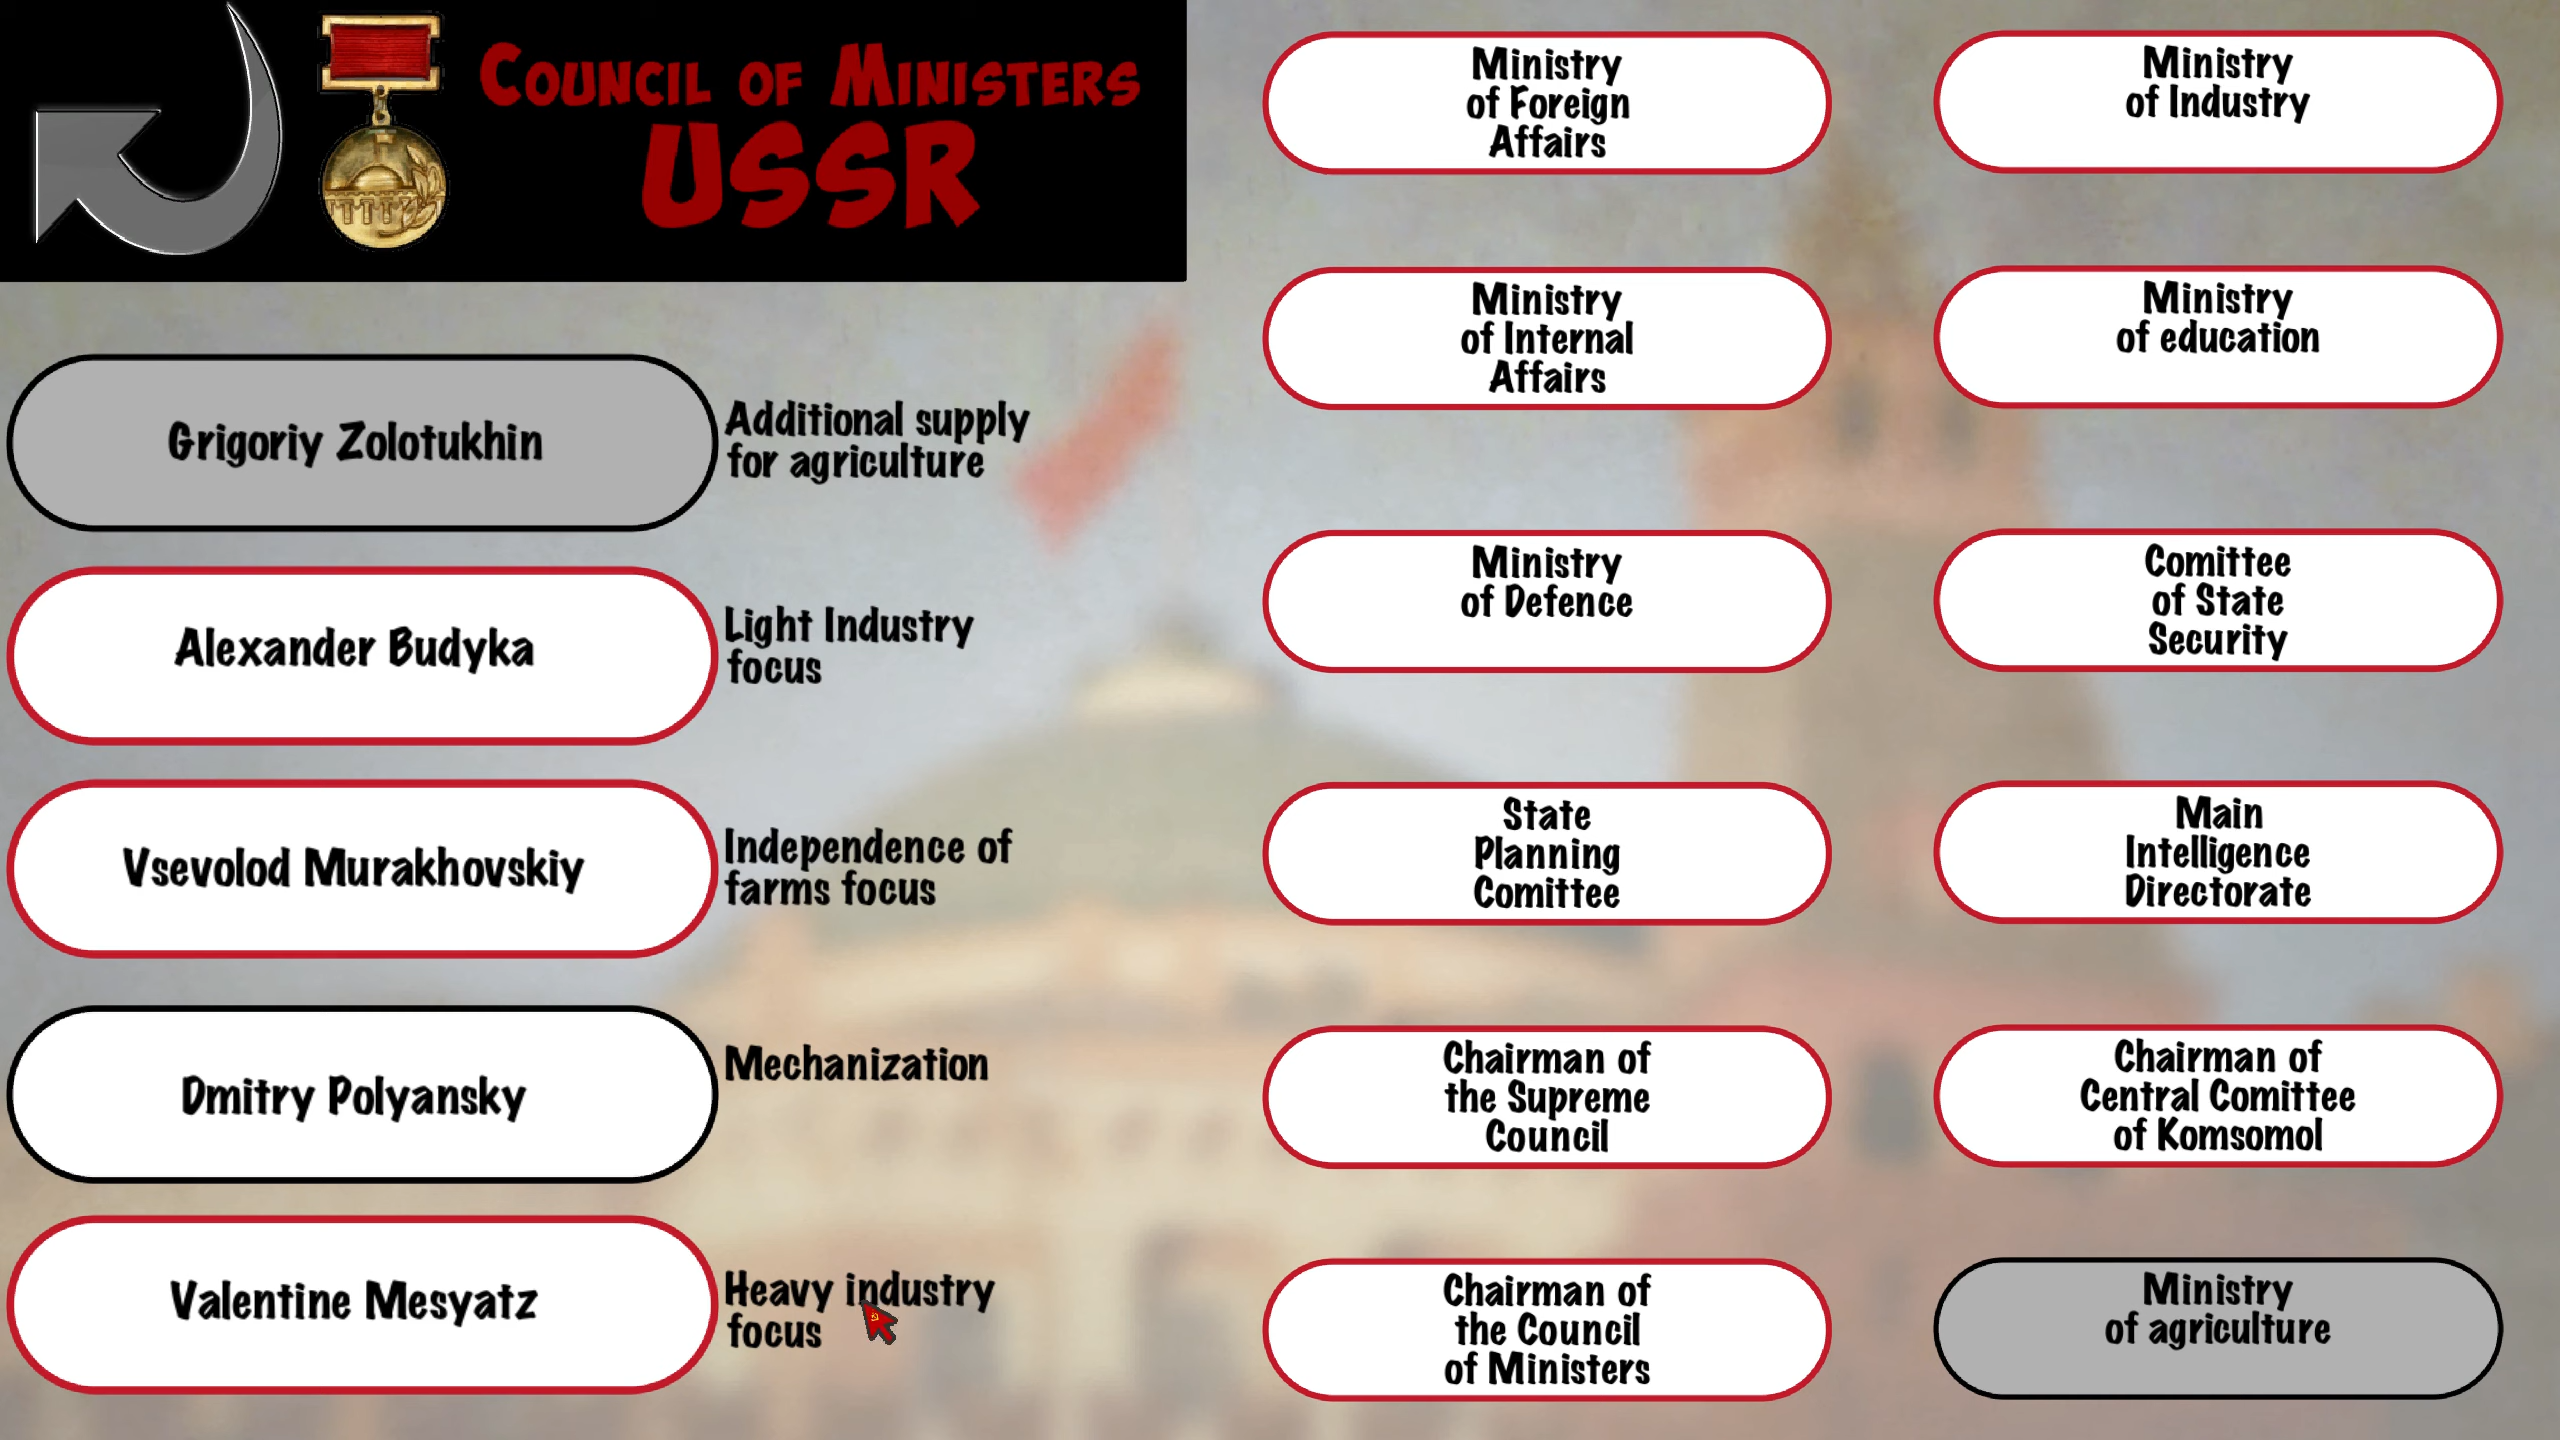 Council of Ministers
USSR
Grigoriy Zolotukhin
Additional supply
for agriculture
Alexander Budyka
Light Industry
focus
Vsevolod Murakhovskiy
Independence of
farms focus
Dmitry Polyansky
Mechanization
Valentine Mesyatz
Heavy industry
focus
Ministry
of Foreign
Affairs
Ministry
of Industry
Ministry
of Internal
Affairs
Ministry
of education
Ministry
of Defence
Comittee
of State
Security
State
Planning
Comittee
Main
Intelligence
Directorate
Chairman of
the Supreme
Council
Chairman of
Central Comittee
of Komsomol
Chairman of
the Council
of Ministers
Ministry
of agriculture